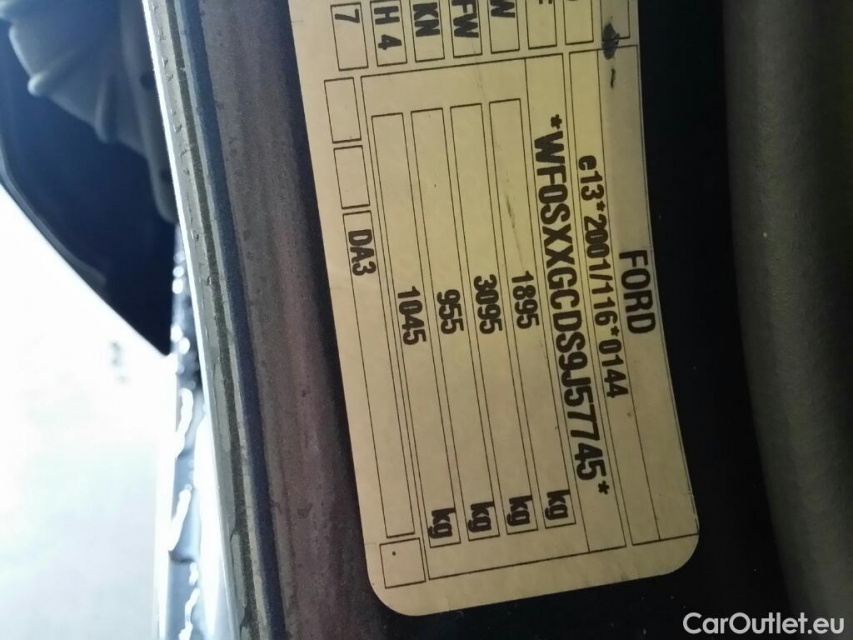 FORD
e13*2001/116*0144
*WF0SXXGCDS9J57745*
1895 kg
3095 kg
955 kg
1045 kg
DA3
W
FW
KN
H 4
7
CarOutlet.eu